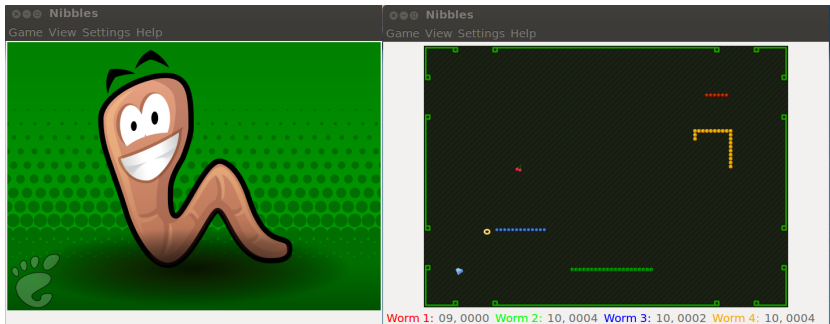 Nibbles
Game View Settings Help
Nibbles
Game View Settings Help
Worm 1: 09, 0000 Worm 2: 10, 0004 Worm 3: 10, 0002 Worm 4: 10, 0004